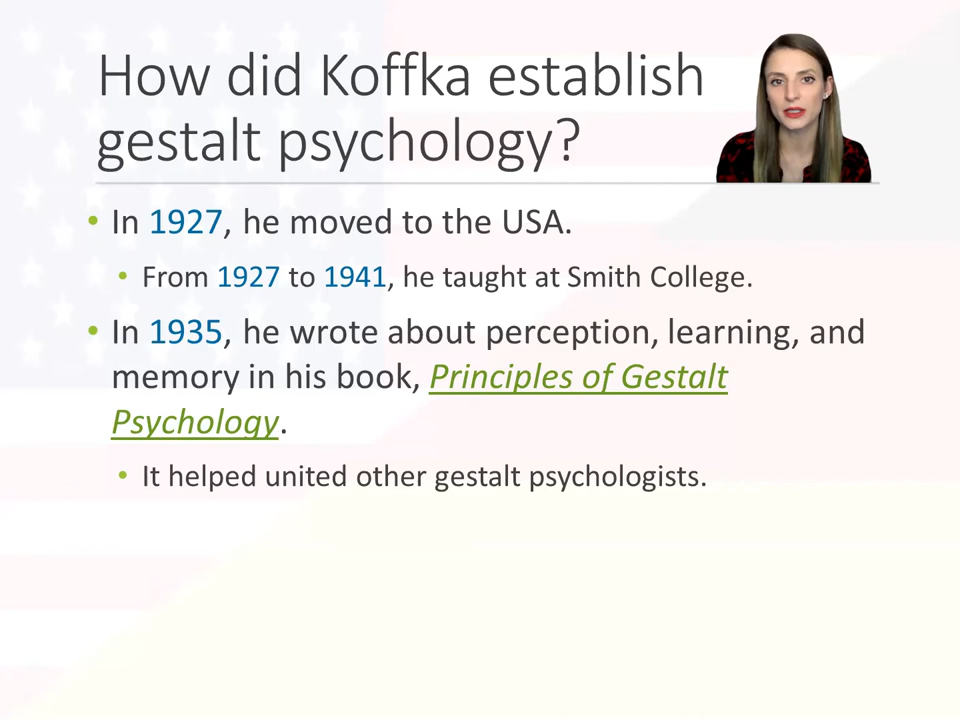 How did Koffka establish
gestalt psychology?
• In 1927, he moved to the USA.
• From 1927 to 1941, he taught at Smith College.
• In 1935, he wrote about perception, learning, and
memory in his book, Principles of Gestalt
Psychology.
• It helped united other gestalt psychologists.